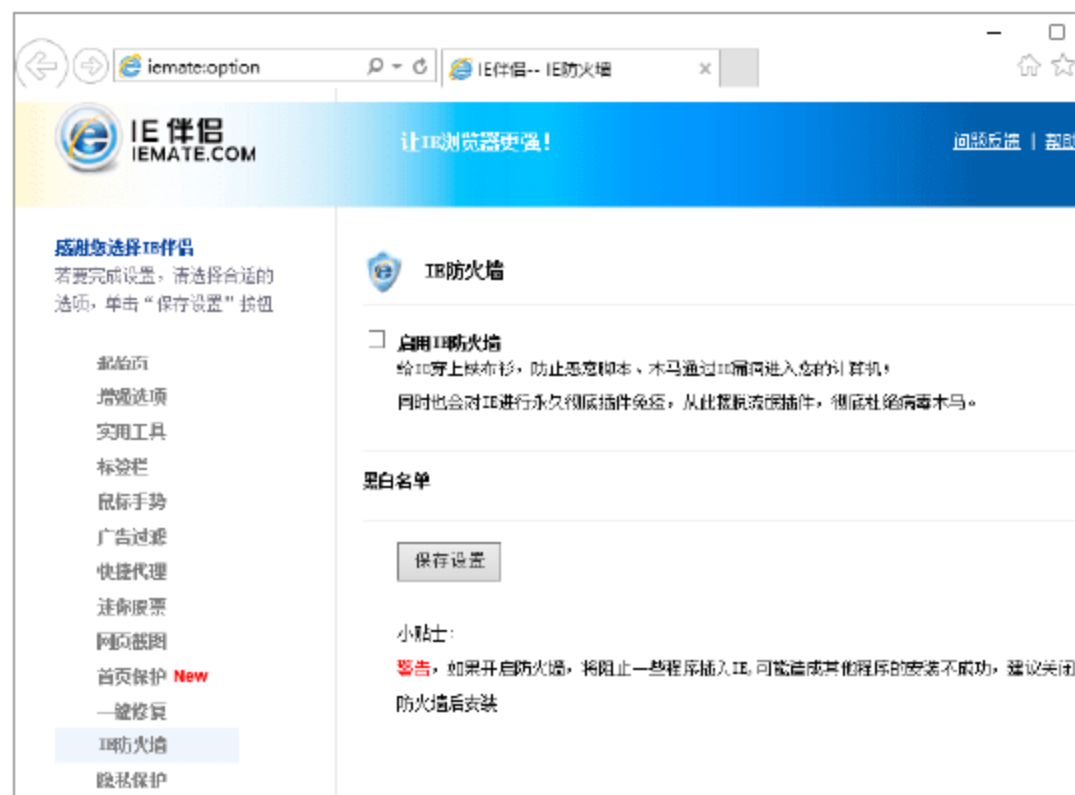 iemate:option
IE伴侣-- IE防火墙
IE 伴侣
IEMATE.COM
让IE浏览器更强!
问题反馈 | 帮助
感谢您选择IE伴侣
若要完成设置，请选择合适的
选项，单击“保存设置”按钮
起始页
增强选项
实用工具
标签栏
鼠标手势
广告过滤
快捷代理
迷你股票
网页截图
首页保护 New
一键修复
IE防火墙
隐私保护
IE防火墙
启用IE防火墙
给IE穿上铁布衫，防止恶意脚本、木马通过IE漏洞进入您的计算机，
同时也会对IE进行永久彻底插件免疫，从此摆脱流氓插件，彻底杜绝病毒木马。
黑白名单
保存设置
小贴士：
警告，如果开启防火墙，将阻止一些程序插入IE,可能造成其他程序的安装不成功，建议关闭
防火墙后安装